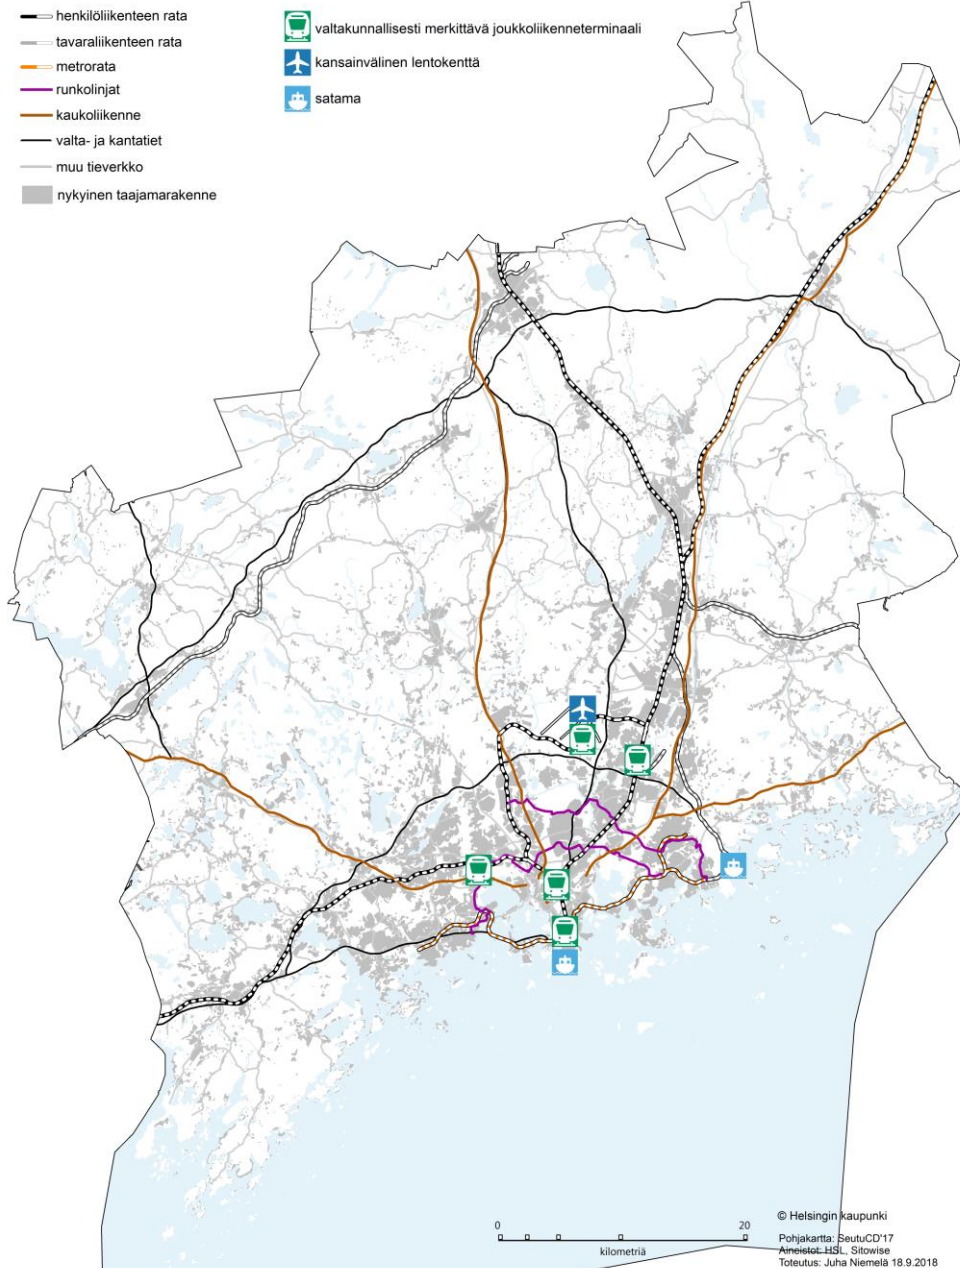 henkilöliikenteen rata
tavaraliikenteen rata
metrorata
runkolinjat
kaukoliikenne
valta- ja kantatiet
muu tieverkko
nykyinen taajamarakenne
valtakunnallisesti merkittävä joukkoliikenneterminaali
kansainvälinen lentokenttä
satama
0 20
kilometriä
© Helsingin kaupunki
Pohjakartta: SeutuCD'17
Aineistot: HSL, Sitowise
Toteutus: Juha Niemelä 18.9.2018